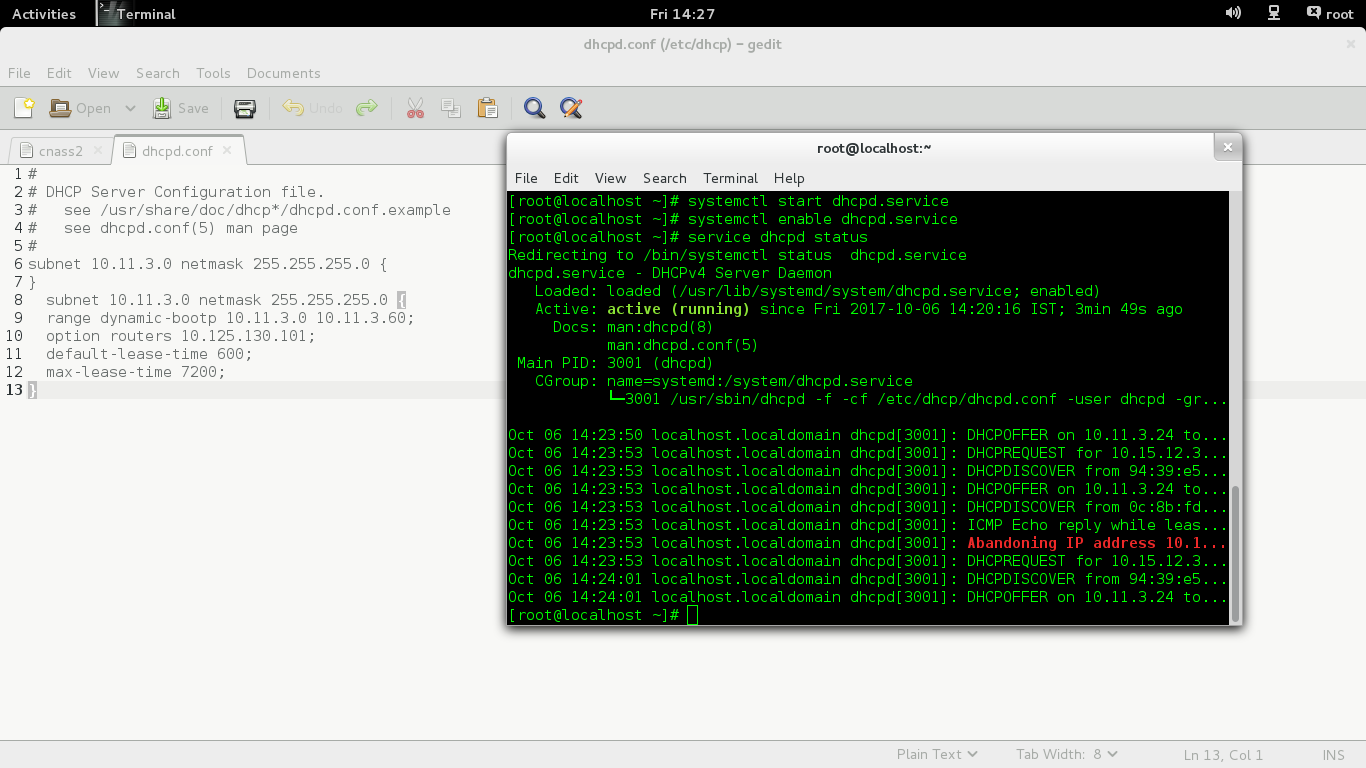 Activities Terminal Fri 14:27 root
dhcpd.conf (/etc/dhcp) – gedit
File Edit View Search Tools Documents
Open Save Undo
cnass2 dhcpd.conf
1 #
2 # DHCP Server Configuration file.
3 #   see /usr/share/doc/dhcp*/dhcpd.conf.example
4 #   see dhcpd.conf(5) man page
5 #
6 subnet 10.11.3.0 netmask 255.255.255.0 {
7 }
8   subnet 10.11.3.0 netmask 255.255.255.0 {
9   range dynamic-bootp 10.11.3.0 10.11.3.60;
10   option routers 10.125.130.101;
11   default-lease-time 600;
12   max-lease-time 7200;
13 }
root@localhost:~
File Edit View Search Terminal Help
[root@localhost ~]# systemctl start dhcpd.service
[root@localhost ~]# systemctl enable dhcpd.service
[root@localhost ~]# service dhcpd status
Redirecting to /bin/systemctl status  dhcpd.service
dhcpd.service - DHCPv4 Server Daemon
   Loaded: loaded (/usr/lib/systemd/system/dhcpd.service; enabled)
   Active: active (running) since Fri 2017-10-06 14:20:16 IST; 3min 49s ago
     Docs: man:dhcpd(8)
           man:dhcpd.conf(5)
 Main PID: 3001 (dhcpd)
   CGroup: name=systemd:/system/dhcpd.service
           └─3001 /usr/sbin/dhcpd -f -cf /etc/dhcp/dhcpd.conf -user dhcpd -gr...
Oct 06 14:23:50 localhost.localdomain dhcpd[3001]: DHCPOFFER on 10.11.3.24 to...
Oct 06 14:23:53 localhost.localdomain dhcpd[3001]: DHCPREQUEST for 10.15.12.3...
Oct 06 14:23:53 localhost.localdomain dhcpd[3001]: DHCPDISCOVER from 94:39:e5...
Oct 06 14:23:53 localhost.localdomain dhcpd[3001]: DHCPOFFER on 10.11.3.24 to...
Oct 06 14:23:53 localhost.localdomain dhcpd[3001]: DHCPDISCOVER from 0c:8b:fd...
Oct 06 14:23:53 localhost.localdomain dhcpd[3001]: ICMP Echo reply while leas...
Oct 06 14:23:53 localhost.localdomain dhcpd[3001]: Abandoning IP address 10.1...
Oct 06 14:23:53 localhost.localdomain dhcpd[3001]: DHCPREQUEST for 10.15.12.3...
Oct 06 14:24:01 localhost.localdomain dhcpd[3001]: DHCPDISCOVER from 94:39:e5...
Oct 06 14:24:01 localhost.localdomain dhcpd[3001]: DHCPOFFER on 10.11.3.24 to...
[root@localhost ~]#
Plain Text Tab Width: 8 Ln 13, Col 1 INS